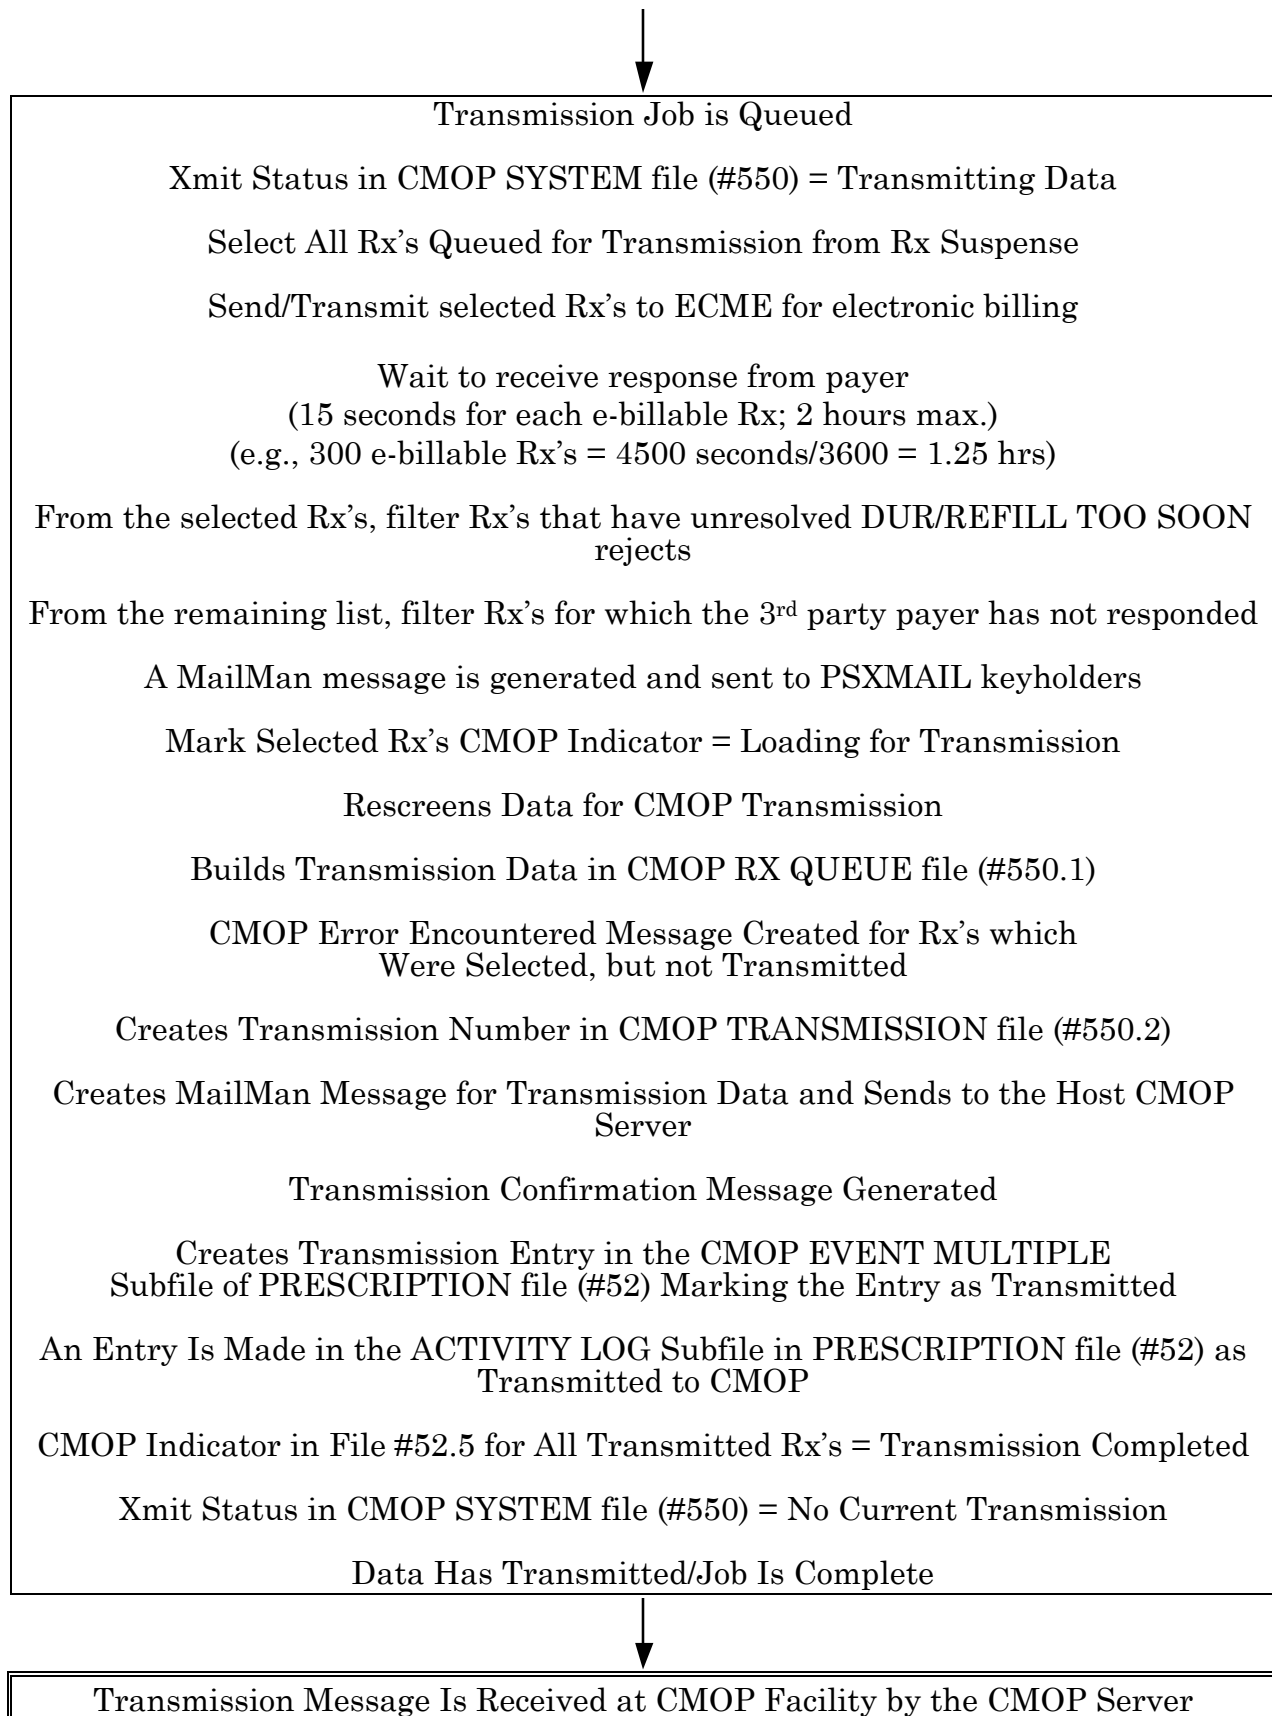 Transmission Job is Queued
Xmit Status in CMOP SYSTEM file (#550) = Transmitting Data
Select All Rx's Queued for Transmission from Rx Suspense
Send/Transmit selected Rx's to ECME for electronic billing
Wait to receive response from payer
(15 seconds for each e-billable Rx; 2 hours max.)
(e.g., 300 e-billable Rx's = 4500 seconds/3600 = 1.25 hrs)
From the selected Rx's, filter Rx's that have unresolved DUR/REFILL TOO SOON
rejects
From the remaining list, filter Rx's for which the 3rd party payer has not responded
A MailMan message is generated and sent to PSXMAIL keyholders
Mark Selected Rx's CMOP Indicator = Loading for Transmission
Rescreens Data for CMOP Transmission
Builds Transmission Data in CMOP RX QUEUE file (#550.1)
CMOP Error Encountered Message Created for Rx's which
Were Selected, but not Transmitted
Creates Transmission Number in CMOP TRANSMISSION file (#550.2)
Creates MailMan Message for Transmission Data and Sends to the Host CMOP
Server
Transmission Confirmation Message Generated
Creates Transmission Entry in the CMOP EVENT MULTIPLE
Subfile of PRESCRIPTION file (#52) Marking the Entry as Transmitted
An Entry Is Made in the ACTIVITY LOG Subfile in PRESCRIPTION file (#52) as
Transmitted to CMOP
CMOP Indicator in File #52.5 for All Transmitted Rx's = Transmission Completed
Xmit Status in CMOP SYSTEM file (#550) = No Current Transmission
Data Has Transmitted/Job Is Complete
Transmission Message Is Received at CMOP Facility by the CMOP Server